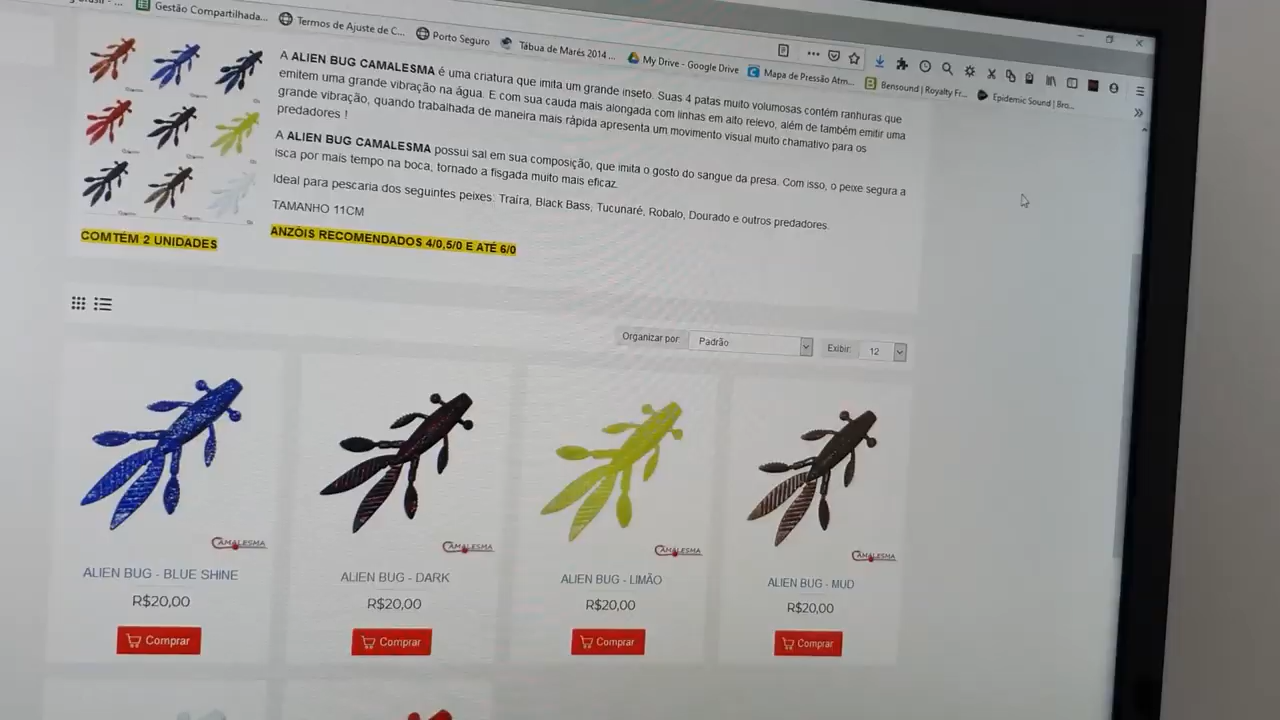 Gestão Compartilhada...
Termos de Ajuste de C...
Porto Seguro
Tábua de Marés 2014 ...
My Drive - Google Drive
Mapa de Pressão Atm...
Bensound | Royalty Fr...
Epidemic Sound | Bro...
A ALIEN BUG CAMALESMA é uma criatura que imita um grande inseto. Suas 4 patas muito volumosas contém ranhuras que
emitem uma grande vibração na água. E com sua cauda mais alongada com linhas em alto relevo, além de também emitir uma
grande vibração, quando trabalhada de maneira mais rápida apresenta um movimento visual muito chamativo para os
predadores !
A ALIEN BUG CAMALESMA possui sal em sua composição, que imita o gosto do sangue da presa. Com isso, o peixe segura a
isca por mais tempo na boca, tornado a fisgada muito mais eficaz.
Ideal para pescaria dos seguintes peixes: Traíra, Black Bass, Tucunaré, Robalo, Dourado e outros predadores.
TAMANHO 11CM
COMTÉM 2 UNIDADES
ANZÓIS RECOMENDADOS 4/0,5/0 E ATÉ 6/0
Organizar por: Padrão Exibir: 12
CAMALESMA CAMALESMA CAMALESMA CAMALESMA
ALIEN BUG - BLUE SHINE ALIEN BUG - DARK ALIEN BUG - LIMÃO ALIEN BUG - MUD
R$20,00 R$20,00 R$20,00 R$20,00
Comprar Comprar Comprar Comprar